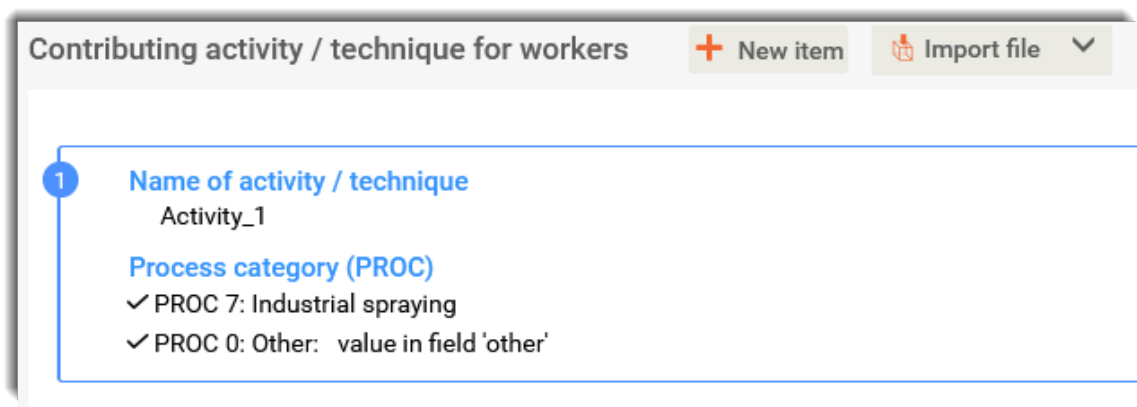 Contributing activity / technique for workers + New item Import file
1 Name of activity / technique
Activity_1
Process category (PROC)
✓ PROC 7: Industrial spraying
✓ PROC 0: Other: value in field 'other'